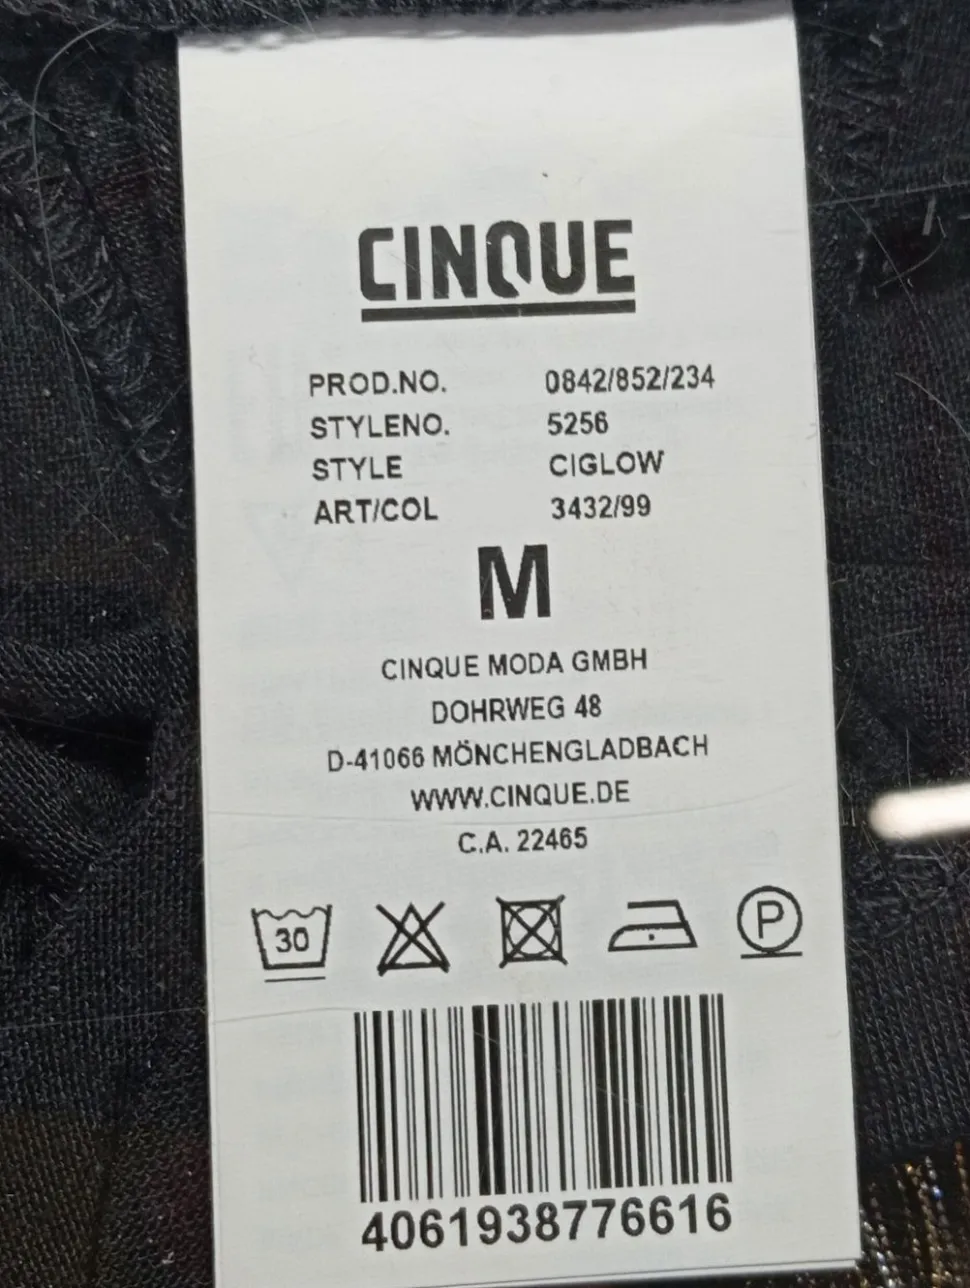 CINQUE
PROD.NO. 0842/852/234
STYLENO. 5256
STYLE CIGLOW
ART/COL 3432/99
M
CINQUE MODA GMBH
DOHRWEG 48
D-41066 MÖNCHENGLADBACH
WWW.CINQUE.DE
C.A. 22465
30 P
4061938776616